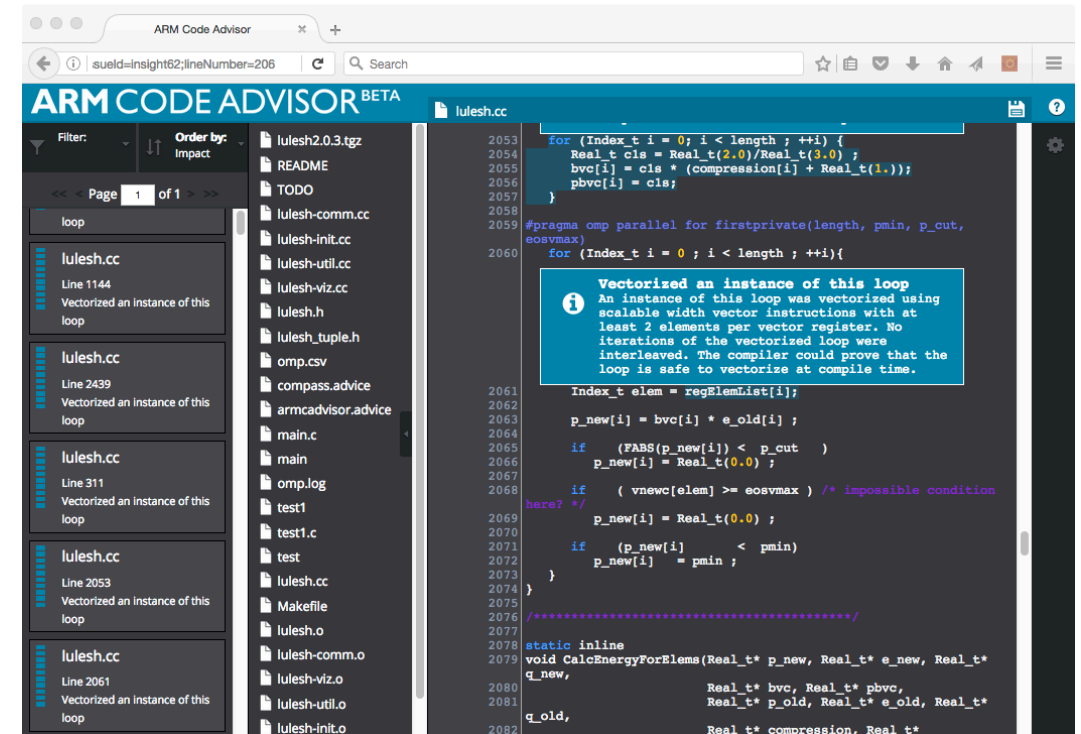 ARM Code Advisor
sueId=insight62;lineNumber=206
Search
ARM CODE ADVISOR BETA
lulesh.cc
Filter:
Order by:
Impact
<< < Page 1 of 1 > >>
loop
lulesh.cc
Line 1144
Vectorized an instance of this
loop
lulesh.cc
Line 2439
Vectorized an instance of this
loop
lulesh.cc
Line 311
Vectorized an instance of this
loop
lulesh.cc
Line 2053
Vectorized an instance of this
loop
lulesh.cc
Line 2061
Vectorized an instance of this
loop
lulesh2.0.3.tgz
README
TODO
lulesh-comm.cc
lulesh-init.cc
lulesh-util.cc
lulesh-viz.cc
lulesh.h
lulesh_tuple.h
omp.csv
compass.advice
armcadvisor.advice
main.c
main
omp.log
test1
test1.c
test
lulesh.cc
Makefile
lulesh.o
lulesh-comm.o
lulesh-viz.o
lulesh-util.o
lulesh-init.o
2053 for (Index_t i = 0; i < length ; ++i) {
2054 Real_t c1s = Real_t(2.0)/Real_t(3.0) ;
2055 bvc[i] = c1s * (compression[i] + Real_t(1.));
2056 pbvc[i] = c1s;
2057 }
2058
2059 #pragma omp parallel for firstprivate(length, pmin, p_cut,
eosvmax)
2060 for (Index_t i = 0 ; i < length ; ++i){
Vectorized an instance of this loop
An instance of this loop was vectorized using
scalable width vector instructions with at
least 2 elements per vector register. No
iterations of the vectorized loop were
interleaved. The compiler could prove that the
loop is safe to vectorize at compile time.
2061 Index_t elem = regElemList[i];
2062
2063 p_new[i] = bvc[i] * e_old[i] ;
2064
2065 if (FABS(p_new[i]) < p_cut )
2066 p_new[i] = Real_t(0.0) ;
2067
2068 if ( vnewc[elem] >= eosvmax ) /* impossible condition
here? */
2069 p_new[i] = Real_t(0.0) ;
2070
2071 if (p_new[i] < pmin)
2072 p_new[i] = pmin ;
2073 }
2074 }
2075
2076 /******************************************/
2077
2078 static inline
2079 void CalcEnergyForElems(Real_t* p_new, Real_t* e_new, Real_t*
q_new,
2080 Real_t* bvc, Real_t* pbvc,
2081 Real_t* p_old, Real_t* e_old, Real_t*
q_old,
2082 Real_t* compression, Real_t*